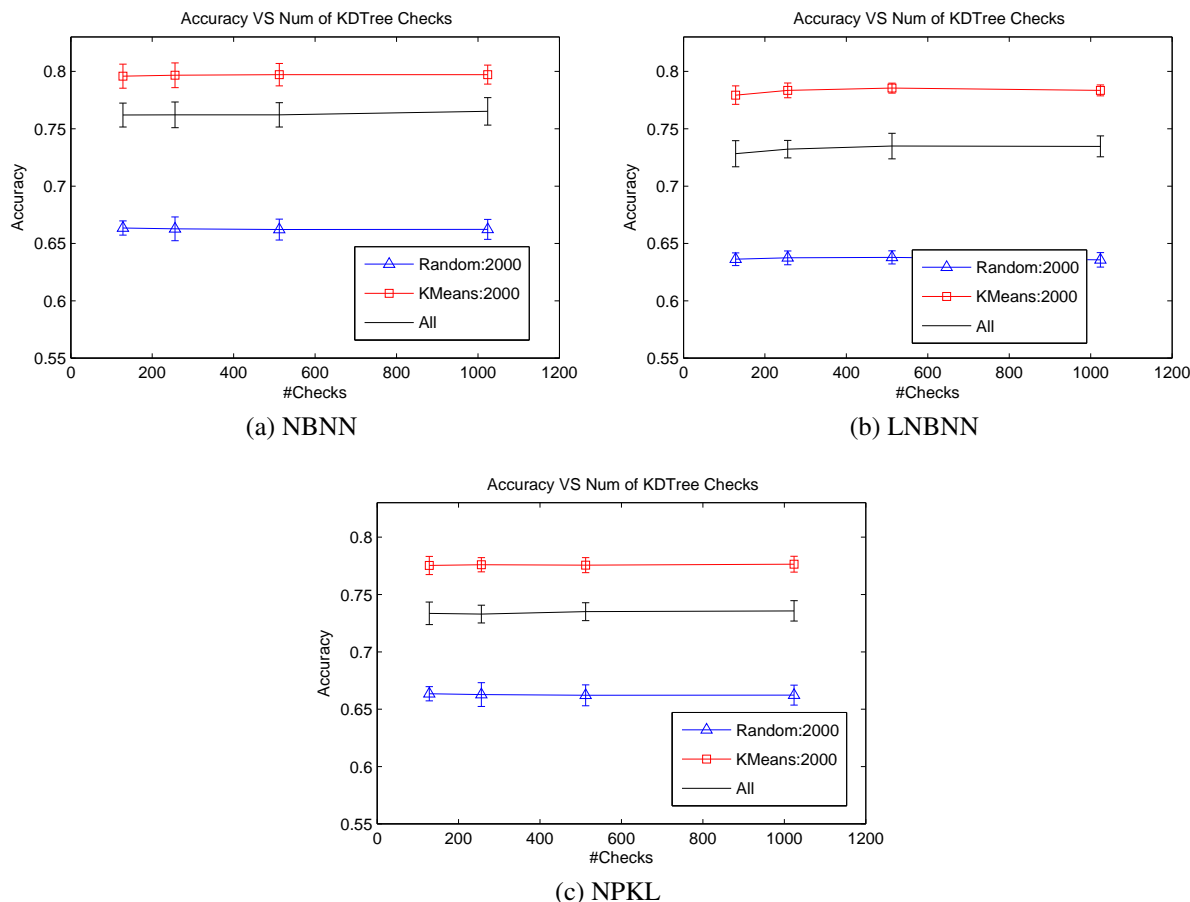 Accuracy VS Num of KDTree Checks
0.8
0.75
0.7
0.65
0.6
0.55
Accuracy
0 200 400 600 800 1000 1200
#Checks
Random:2000
KMeans:2000
All
(a) NBNN
Accuracy VS Num of KDTree Checks
0.8
0.75
0.7
0.65
0.6
0.55
Accuracy
0 200 400 600 800 1000 1200
#Checks
Random:2000
KMeans:2000
All
(b) LNBNN
Accuracy VS Num of KDTree Checks
0.8
0.75
0.7
0.65
0.6
0.55
Accuracy
0 200 400 600 800 1000 1200
#Checks
Random:2000
KMeans:2000
All
(c) NPKL